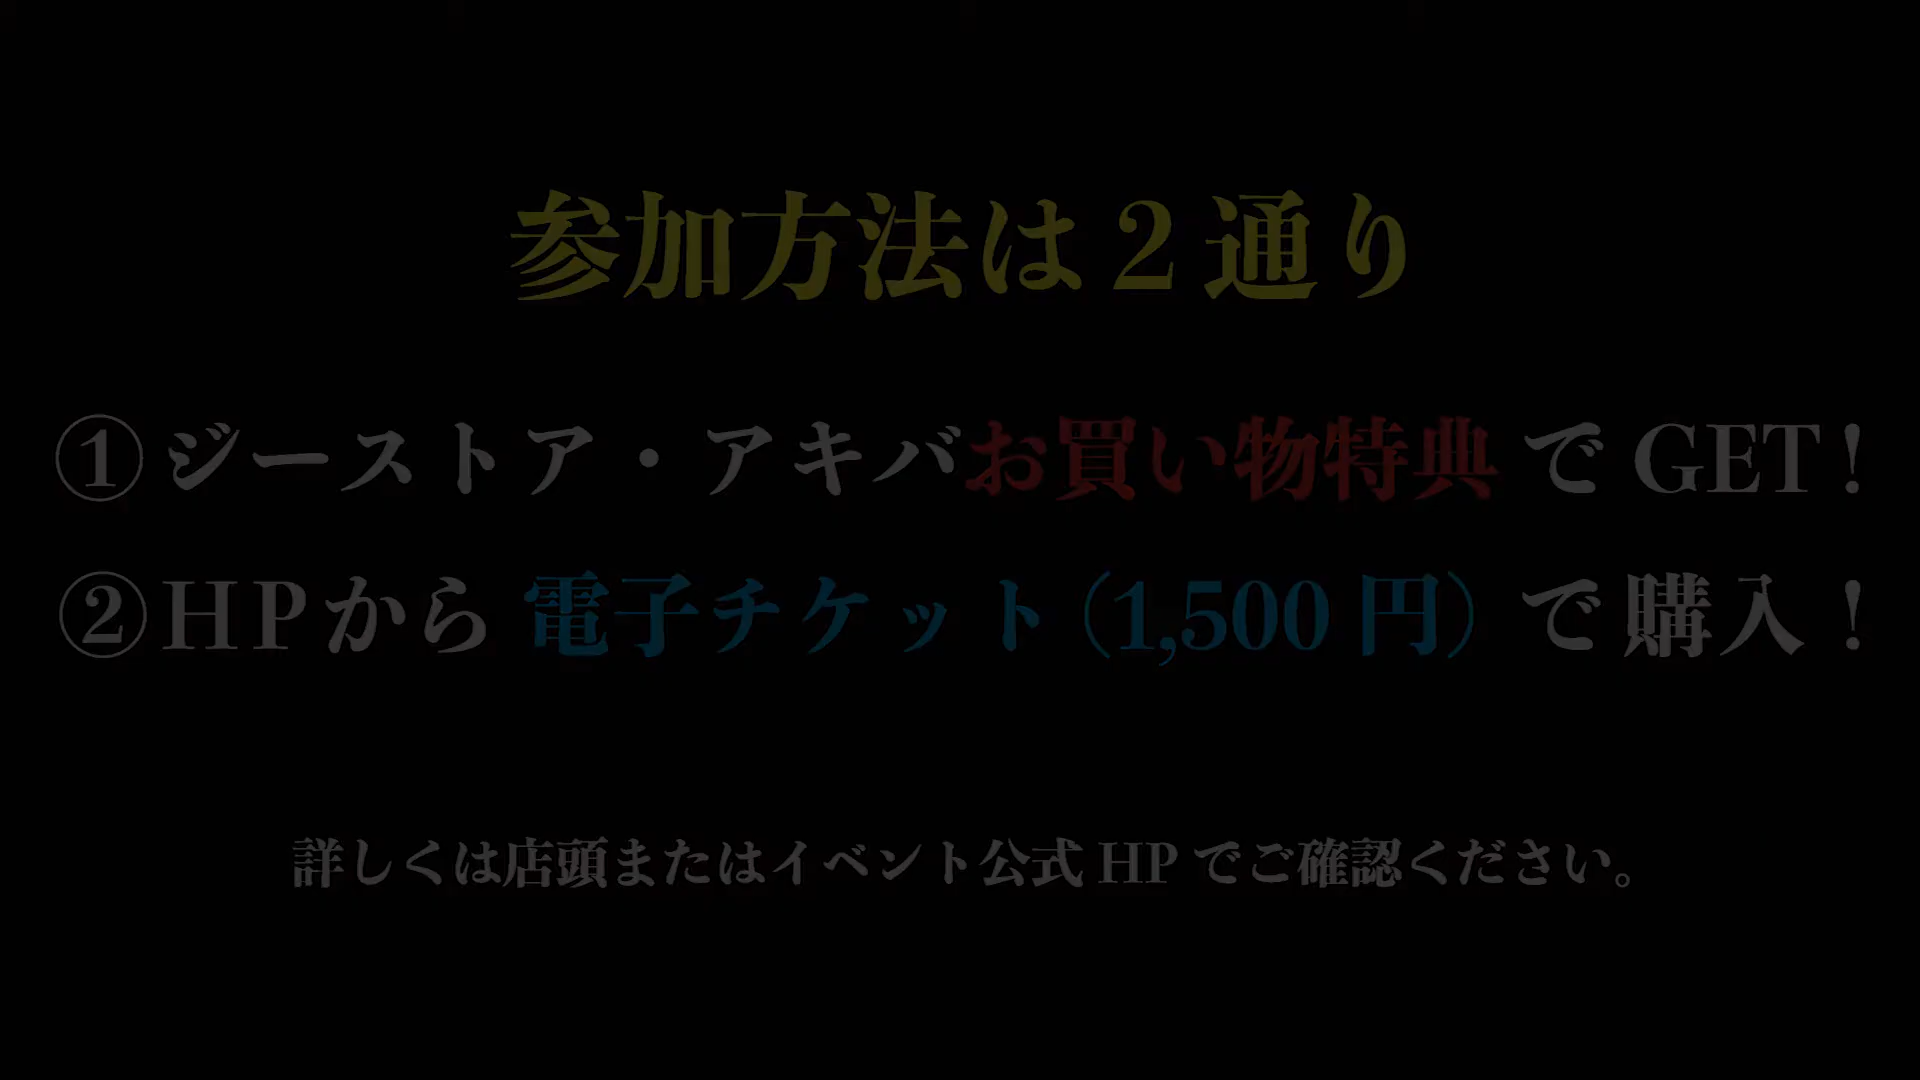 参加方法は２通り
①ジーストア・アキバお買い物特典でGET！
②HPから電子チケット（1,500円）で購入！
詳しくは店頭またはイベント公式HPでご確認ください。